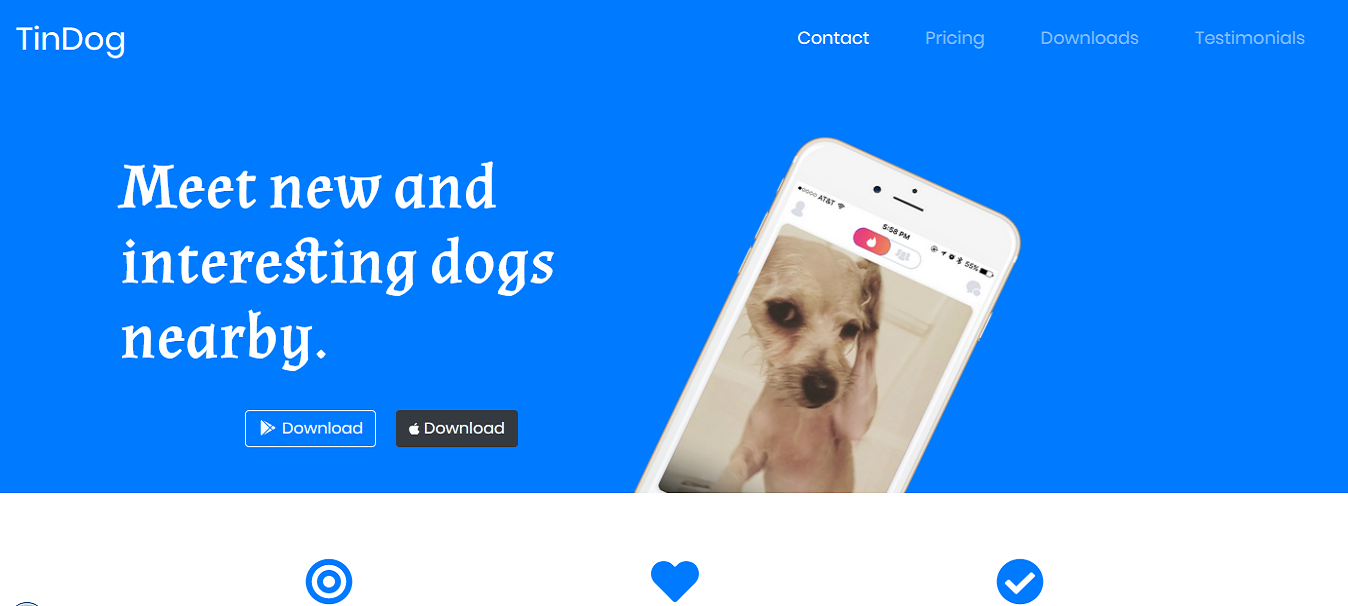 TinDog
Contact Pricing Downloads Testimonials
Meet new and
interesting dogs
nearby.
Download Download
AT&T 5:58 PM 55%